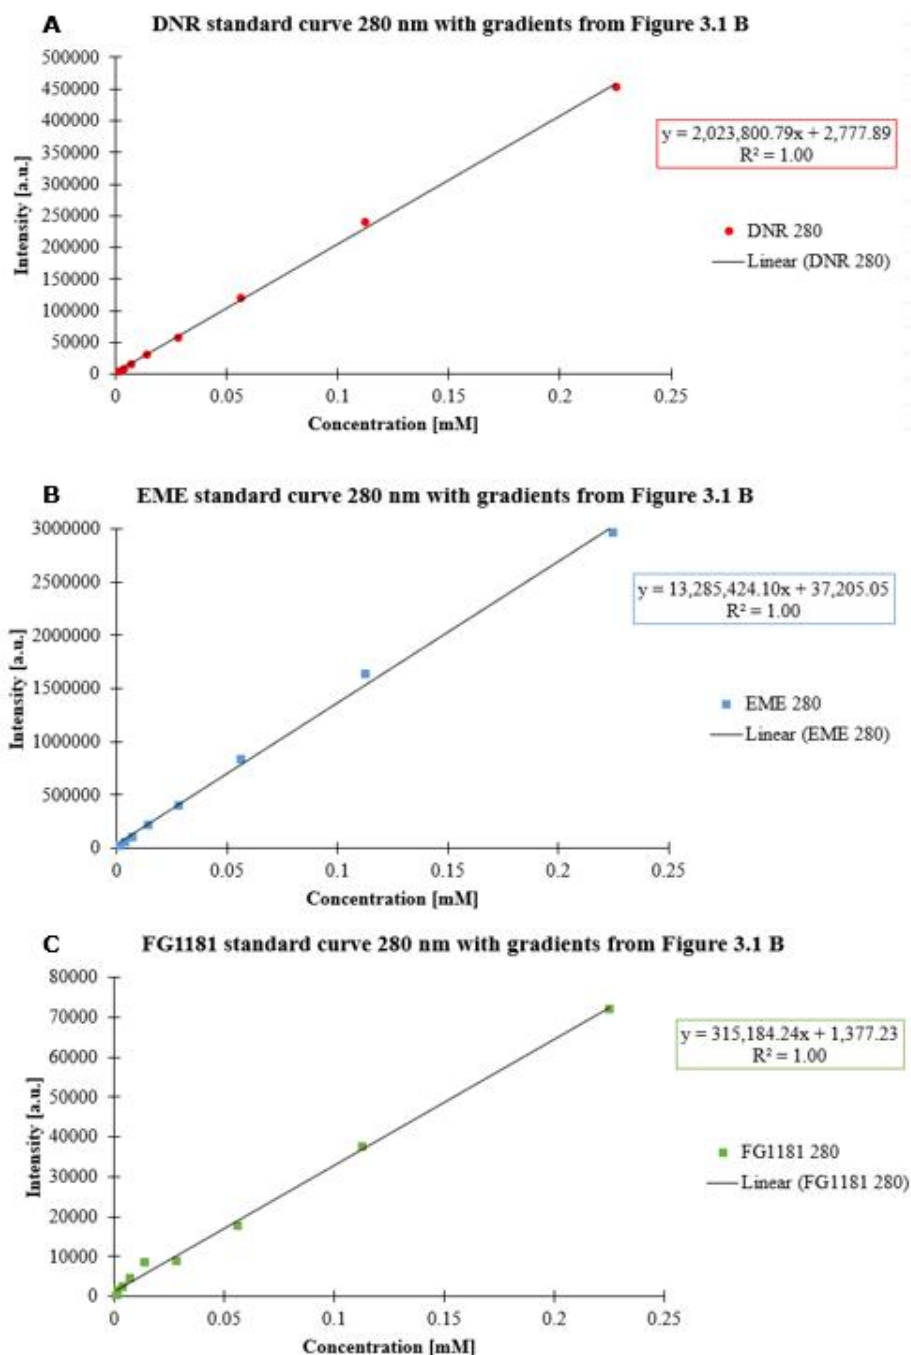 A
DNR standard curve 280 nm with gradients from Figure 3.1 B
500000
450000
400000
350000
300000
250000
200000
150000
100000
50000
0
Intensity [a.u.]
y = 2,023,800.79x + 2,777.89
R² = 1.00
DNR 280
Linear (DNR 280)
0 0.05 0.1 0.15 0.2 0.25
Concentration [mM]
B
EME standard curve 280 nm with gradients from Figure 3.1 B
3000000
2500000
2000000
1500000
1000000
500000
0
Intensity [a.u.]
y = 13,285,424.10x + 37,205.05
R² = 1.00
EME 280
Linear (EME 280)
0 0.05 0.1 0.15 0.2 0.25
Concentration [mM]
C
FG1181 standard curve 280 nm with gradients from Figure 3.1 B
80000
70000
60000
50000
40000
30000
20000
10000
0
Intensity [a.u.]
y = 315,184.24x + 1,377.23
R² = 1.00
FG1181 280
Linear (FG1181 280)
0 0.05 0.1 0.15 0.2 0.25
Concentration [mM]